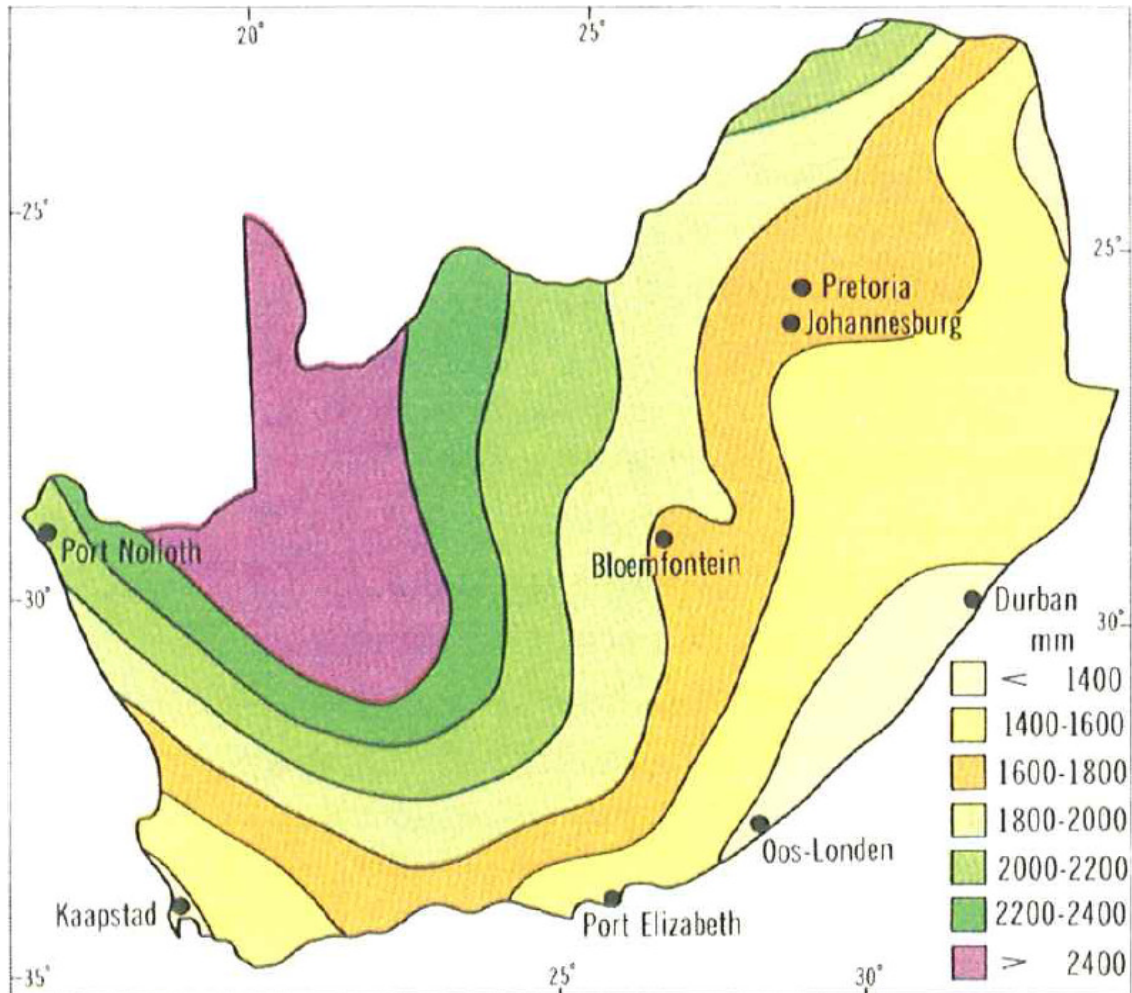 20°
25°
-25°
25°-
Pretoria
Johannesburg
Port Nolloth
Bloemfontein
-30°
Durban
30°-
mm
< 1400
1400-1600
1600-1800
1800-2000
2000-2200
2200-2400
> 2400
Oos-Londen
Kaapstad
Port Elizabeth
-35°
25°
30°